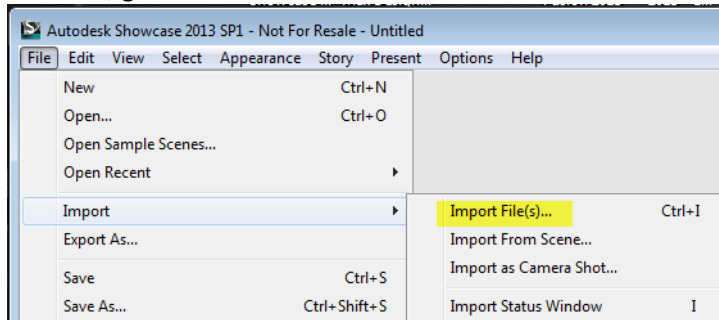 Autodesk Showcase 2013 SP1 - Not For Resale - Untitled
File Edit View Select Appearance Story Present Options Help
New Ctrl+N
Open... Ctrl+O
Open Sample Scenes...
Open Recent
Import
Import File(s)... Ctrl+I
Export As...
Import From Scene...
Import as Camera Shot...
Save Ctrl+S
Save As... Ctrl+Shift+S
Import Status Window I